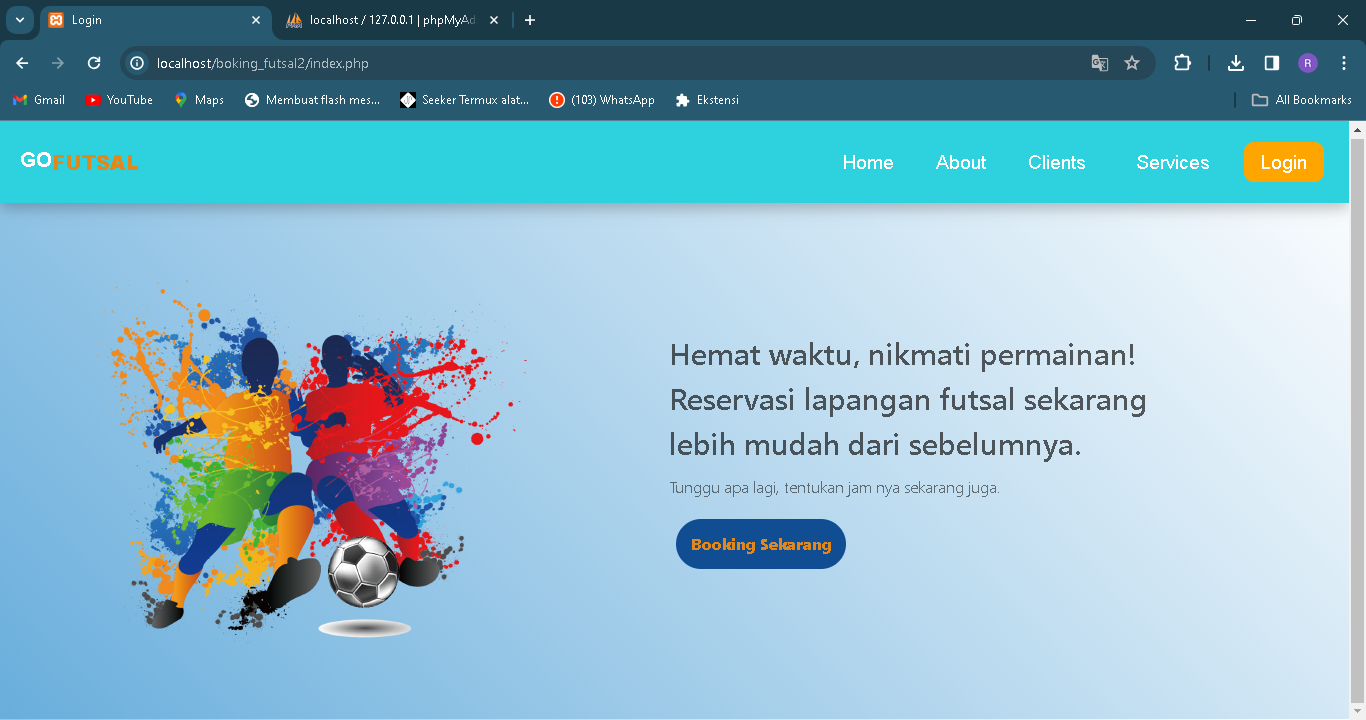 Login
localhost / 127.0.0.1 | phpMyAd
localhost/boking_futsal2/index.php
Gmail
YouTube
Maps
Membuat flash mes...
Seeker Termux alat...
(103) WhatsApp
Ekstensi
All Bookmarks
GOFUTSAL
Home
About
Clients
Services
Login
Hemat waktu, nikmati permainan!
Reservasi lapangan futsal sekarang
lebih mudah dari sebelumnya.
Tunggu apa lagi, tentukan jam nya sekarang juga.
Booking Sekarang
R